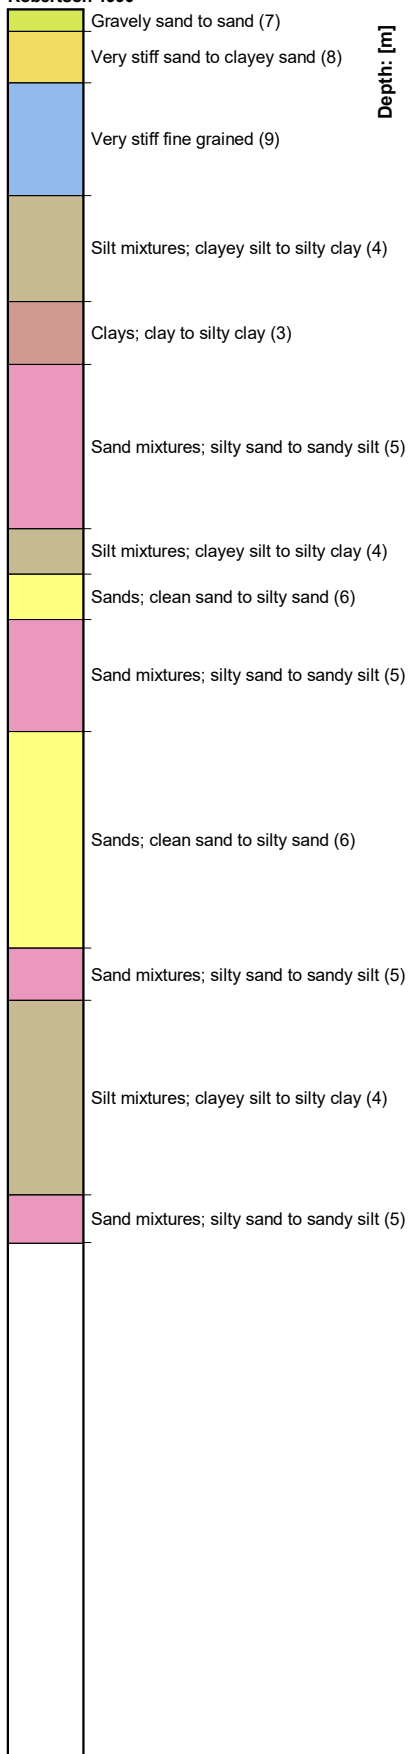 Gravely sand to sand (7)
Very stiff sand to clayey sand (8)
Depth: [m]
Very stiff fine grained (9)
Silt mixtures; clayey silt to silty clay (4)
Clays; clay to silty clay (3)
Sand mixtures; silty sand to sandy silt (5)
Silt mixtures; clayey silt to silty clay (4)
Sands; clean sand to silty sand (6)
Sand mixtures; silty sand to sandy silt (5)
Sands; clean sand to silty sand (6)
Sand mixtures; silty sand to sandy silt (5)
Silt mixtures; clayey silt to silty clay (4)
Sand mixtures; silty sand to sandy silt (5)